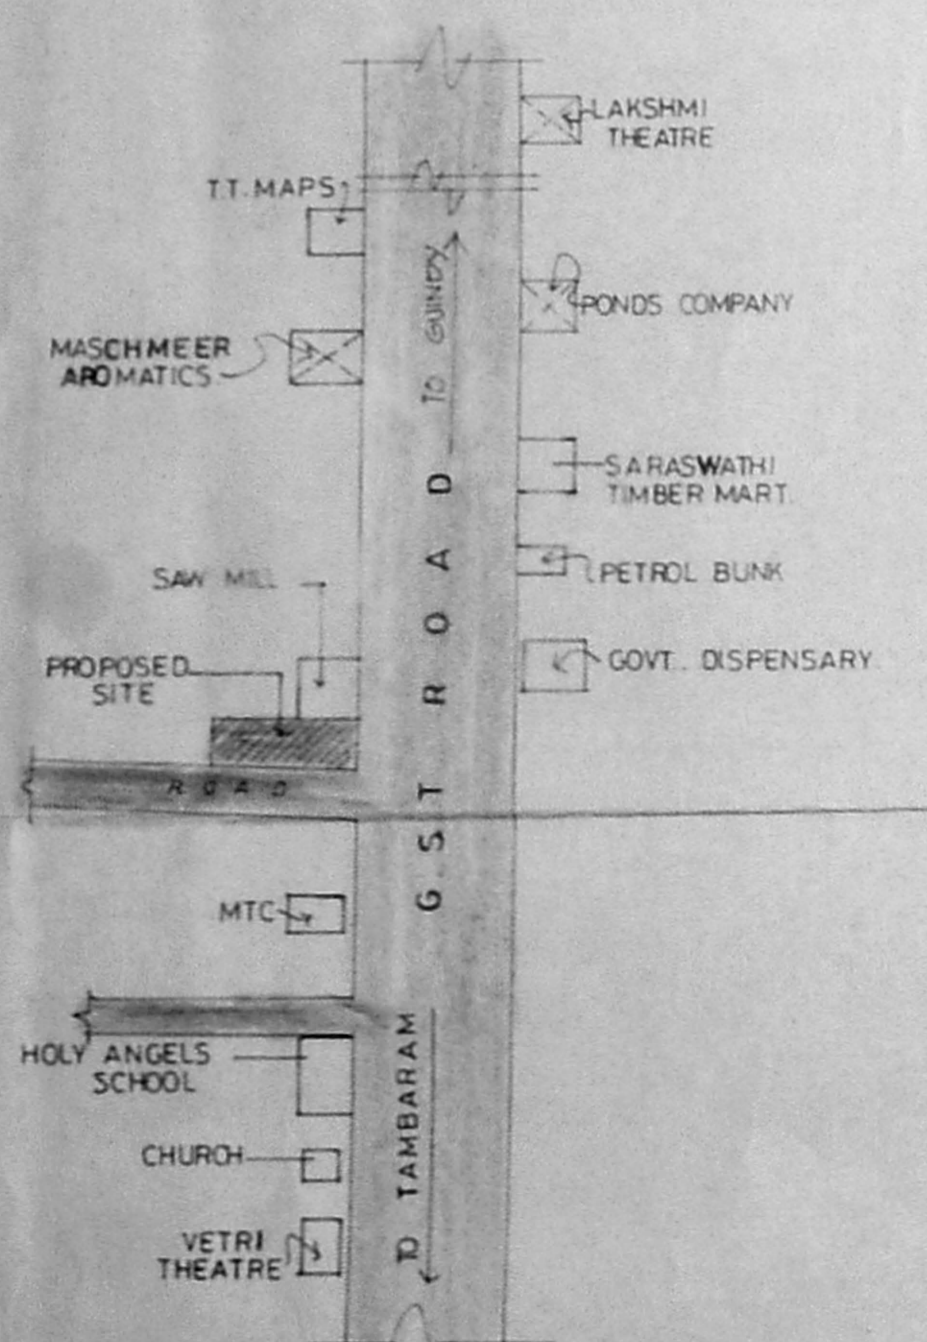 LAKSHMI
THEATRE
T.T. MAPS
TO GUINDY
PONDS COMPANY
MASCHMEER
AROMATICS
SARASWATHI
TIMBER MART.
PETROL BUNK
SAW MILL
GOVT. DISPENSARY.
PROPOSED
SITE
ROAD
G S T ROAD
MTC
HOLY ANGELS
SCHOOL
TO TAMBARAM
CHURCH
VETRI
THEATRE